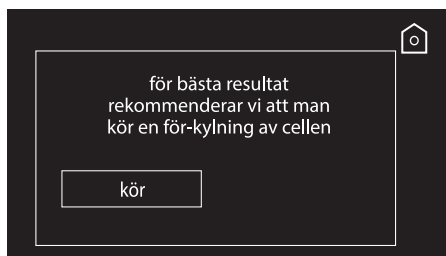 för bästa resultat
rekommenderar vi att man
kör en för-kylning av cellen
kör